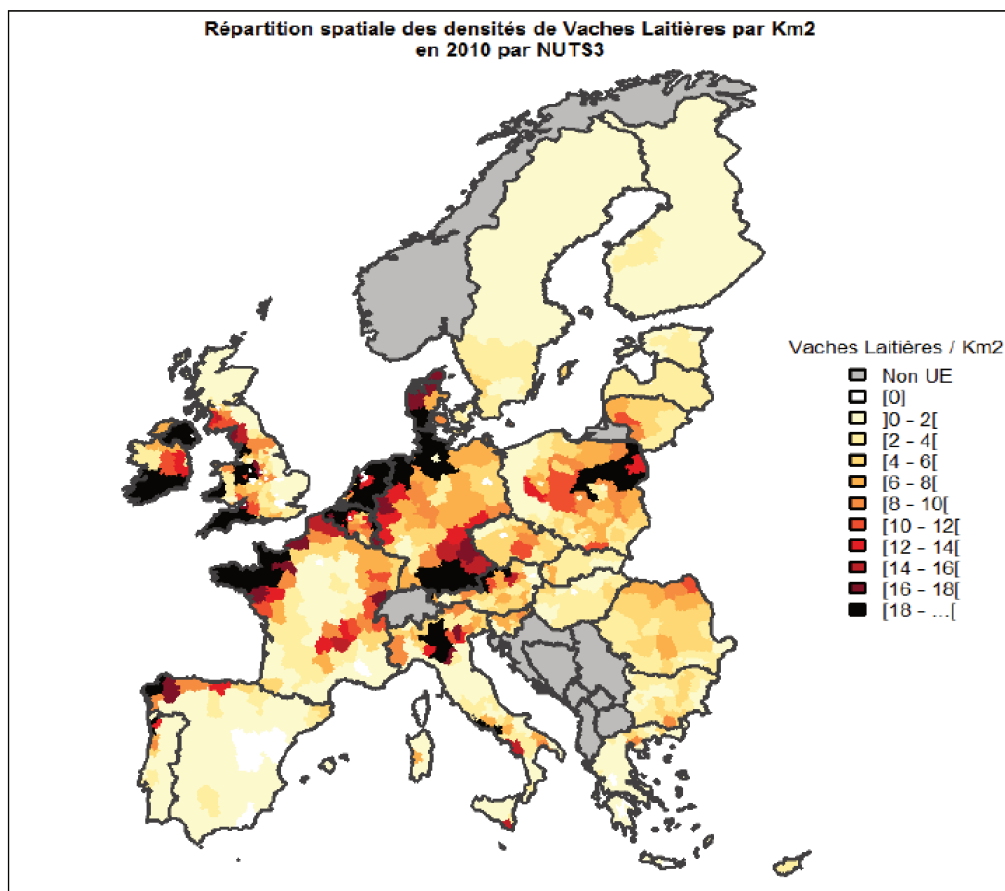 Répartition spatiale des densités de Vaches Laitières par Km2
en 2010 par NUTS3
Vaches Laitières / Km2
Non UE
[0]
]0 - 2[
[2 - 4[
[4 - 6[
[6 - 8[
[8 - 10[
[10 - 12[
[12 - 14[
[14 - 16[
[16 - 18[
[18 - ...[